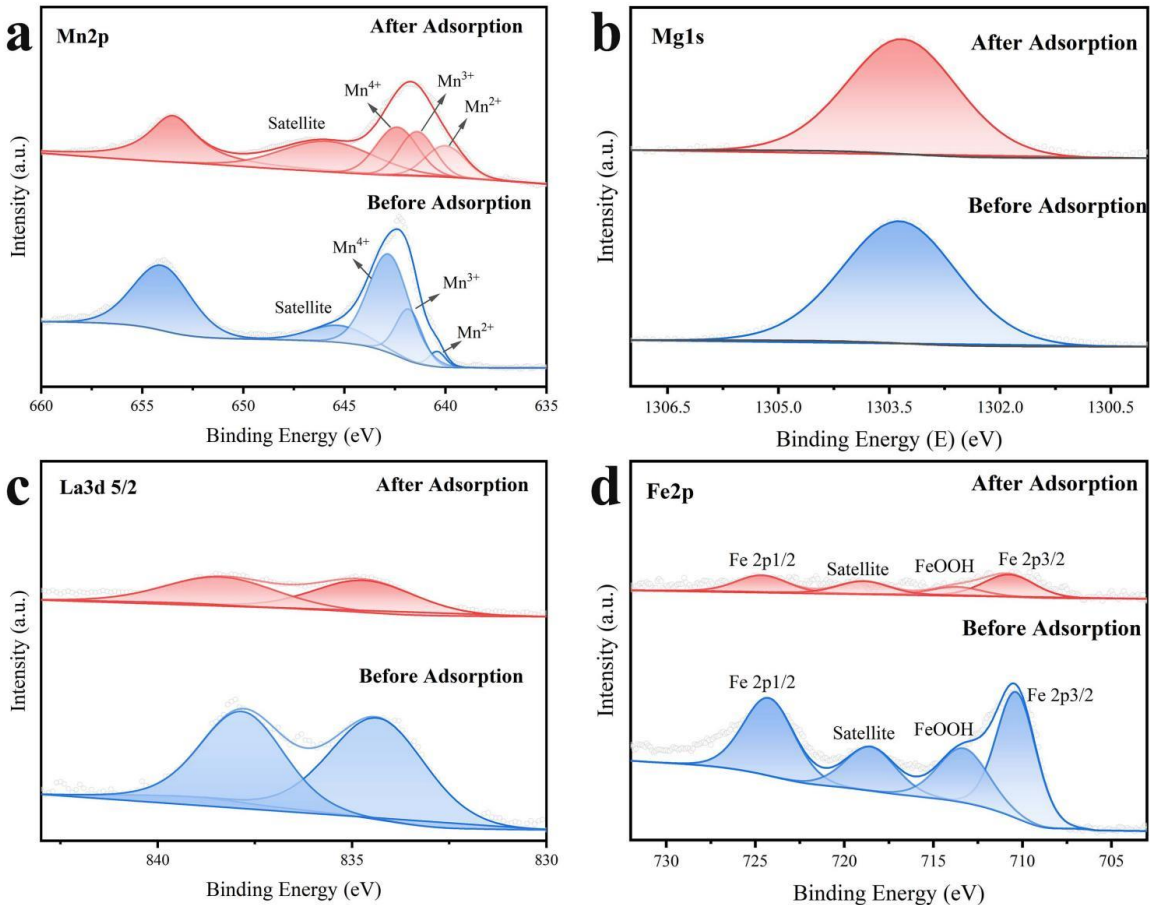 a
Mn2p
After Adsorption
Mn4+
Mn3+
Mn2+
Satellite
Before Adsorption
Mn4+
Mn3+
Satellite
Mn2+
Intensity (a.u.)
660 655 650 645 640 635
Binding Energy (eV)
b
Mg1s
After Adsorption
Before Adsorption
Intensity (a.u.)
1306.5 1305.0 1303.5 1302.0 1300.5
Binding Energy (E) (eV)
c
La3d 5/2
After Adsorption
Before Adsorption
Intensity (a.u.)
840 835 830
Binding Energy (eV)
d
Fe2p
After Adsorption
Fe 2p1/2
Satellite
FeOOH
Fe 2p3/2
Before Adsorption
Fe 2p1/2
Satellite
FeOOH
Fe 2p3/2
Intensity (a.u.)
730 725 720 715 710 705
Binding Energy (eV)